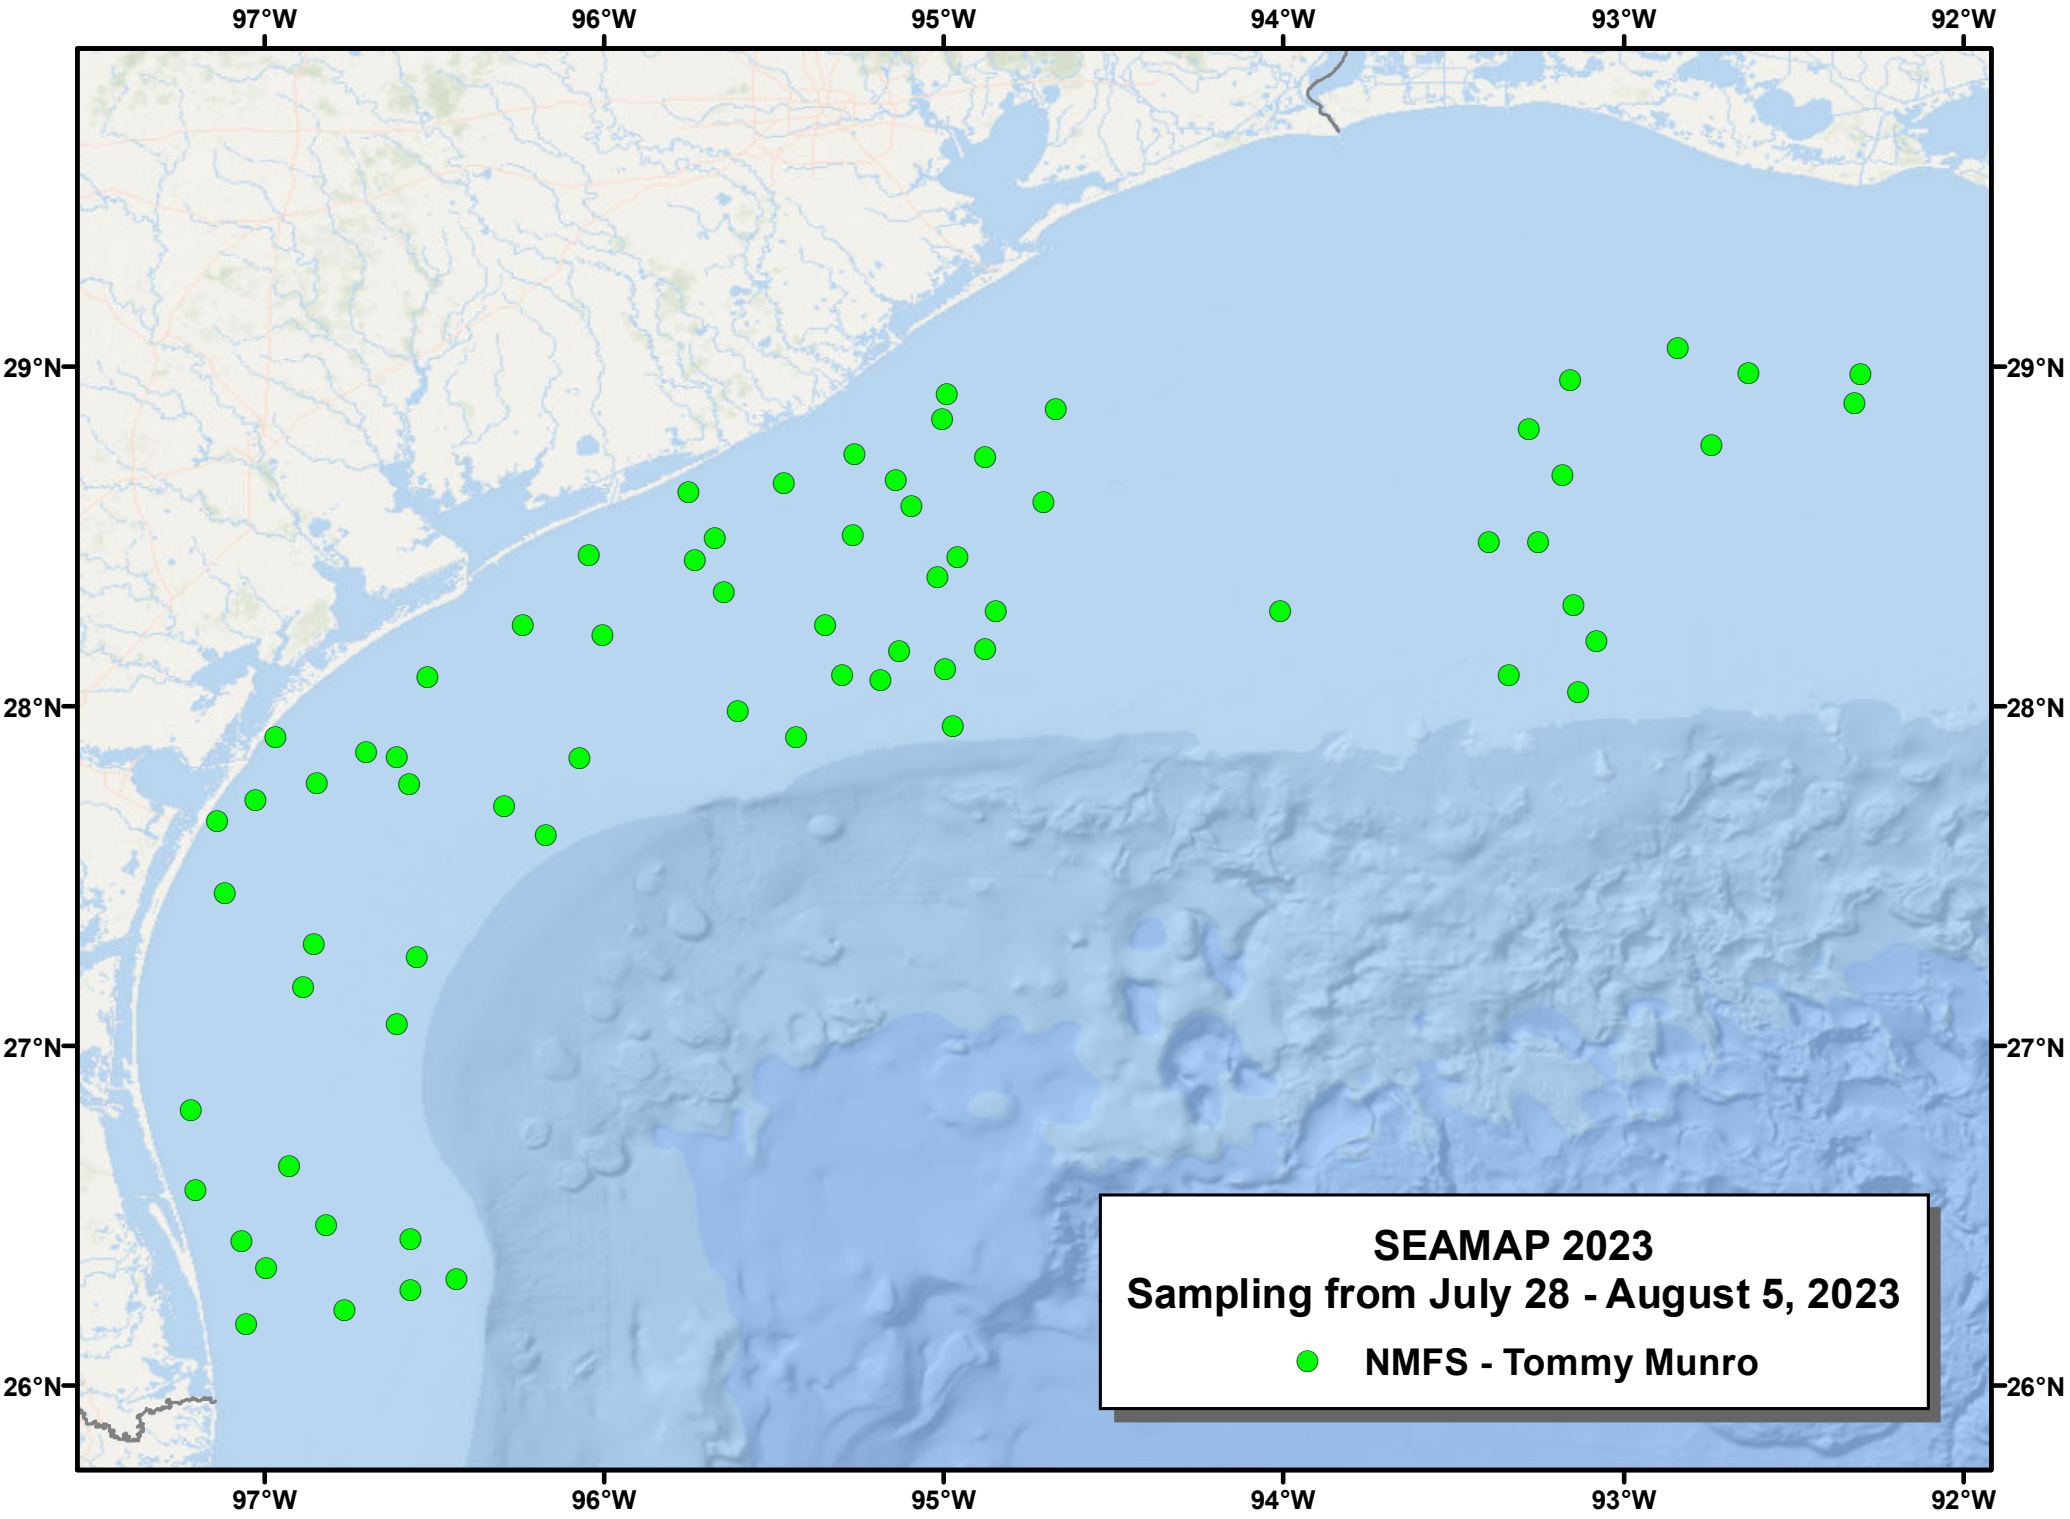 97°W 96°W 95°W 94°W 93°W 92°W
29°N 29°N
28°N 28°N
27°N 27°N
SEAMAP 2023
Sampling from July 28 - August 5, 2023
NMFS - Tommy Munro
26°N 26°N
97°W 96°W 95°W 94°W 93°W 92°W